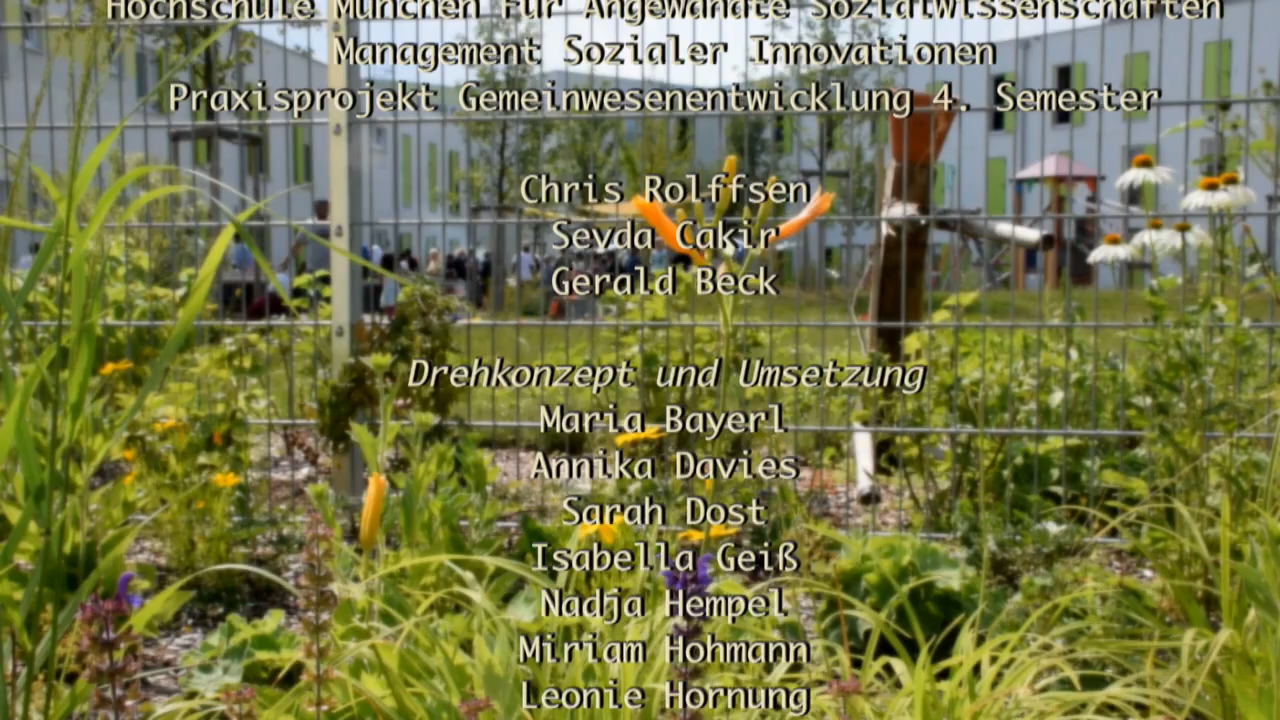 Hochschule München Für Angewandte Sozialwissenschaften
Management Sozialer Innovationen
Praxisprojekt Gemeinwesenentwicklung 4. Semester
Chris Rolffsen
Sevda Cakir
Gerald Beck
Drehkonzept und Umsetzung
Maria Bayerl
Annika Davies
Sarah Dost
Isabella Geiß
Nadja Hempel
Miriam Hohmann
Leonie Hornung